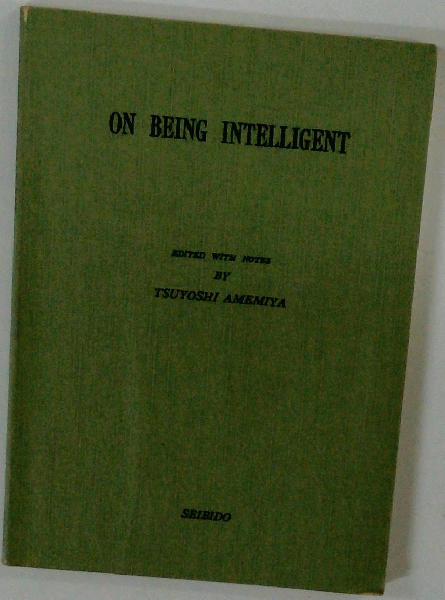 ON BEING INTELLIGENT
EDITED WITH NOTES
BY
TSUYOSHI AMEMIYA
SEIBIDO